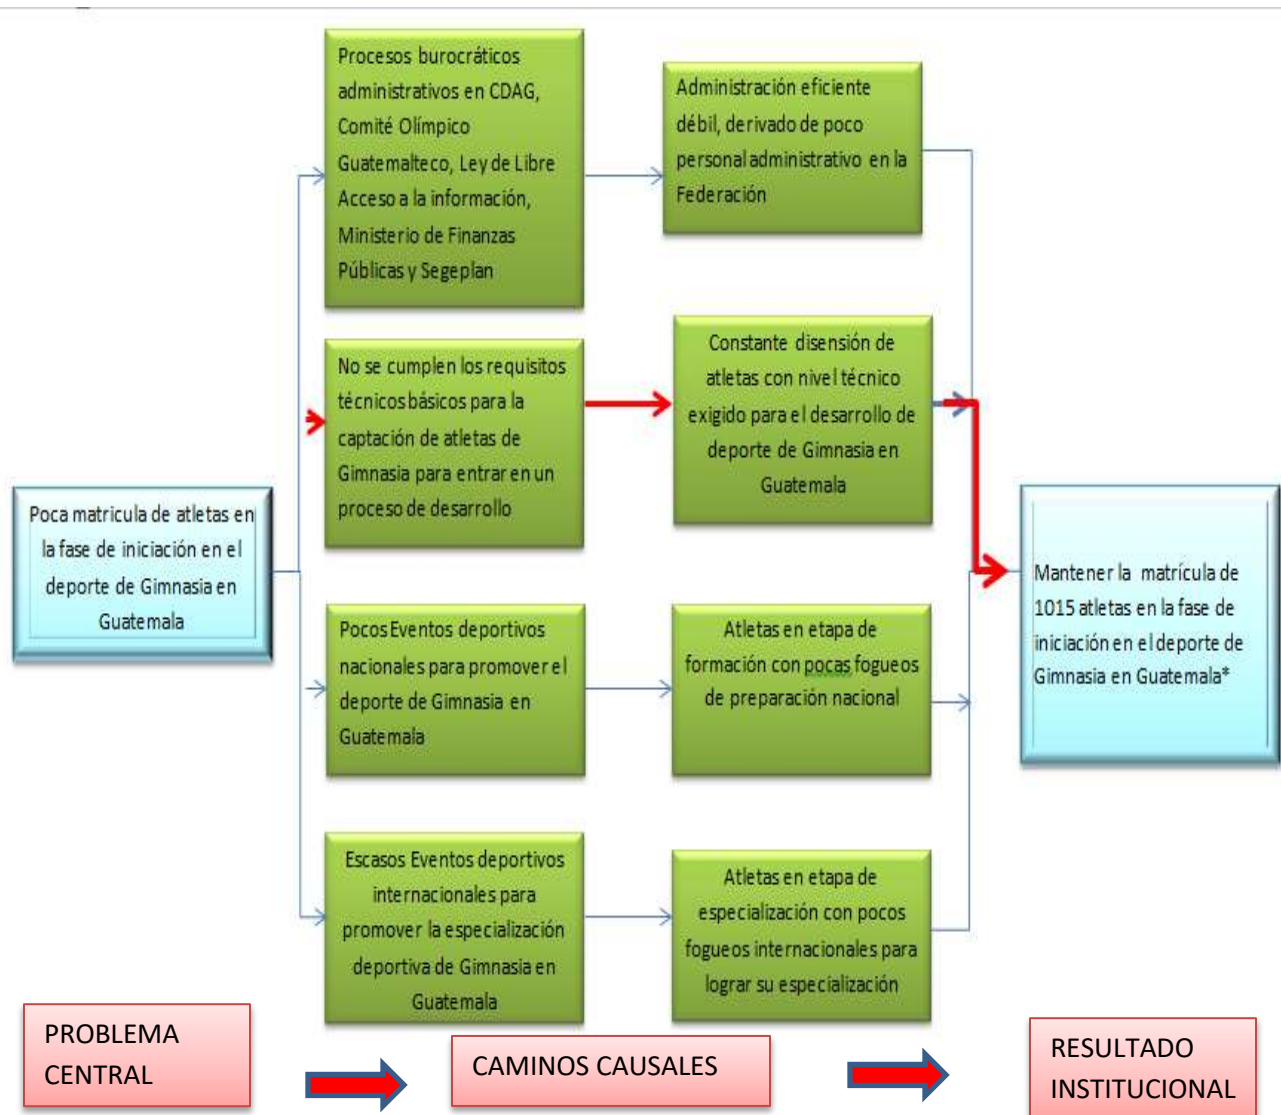 Procesos burocráticos
administrativos en CDAG,
Comité Olímpico
Guatemalteco, Ley de Libre
Acceso a la información,
Ministerio de Finanzas
Públicas y Segeplan
Administración eficiente
débil, derivado de poco
personal administrativo en la
Federación
No se cumplen los requisitos
técnicos básicos para la
captación de atletas de
Gimnasia para entrar en un
proceso de desarrollo
Constante disensión de
atletas con nivel técnico
exigido para el desarrollo de
deporte de Gimnasia en
Guatemala
Poca matricula de atletas en
la fase de iniciación en el
deporte de Gimnasia en
Guatemala
Mantener la matrícula de
1015 atletas en la fase de
iniciación en el deporte de
Gimnasia en Guatemala*
Pocos Eventos deportivos
nacionales para promover el
deporte de Gimnasia en
Guatemala
Atletas en etapa de
formación con pocas fogueos
de preparación nacional
Escasos Eventos deportivos
internacionales para
promover la especialización
deportiva de Gimnasia en
Guatemala
Atletas en etapa de
especialización con pocos
fogueos internacionales para
lograr su especialización
PROBLEMA
CENTRAL
CAMINOS CAUSALES
RESULTADO
INSTITUCIONAL